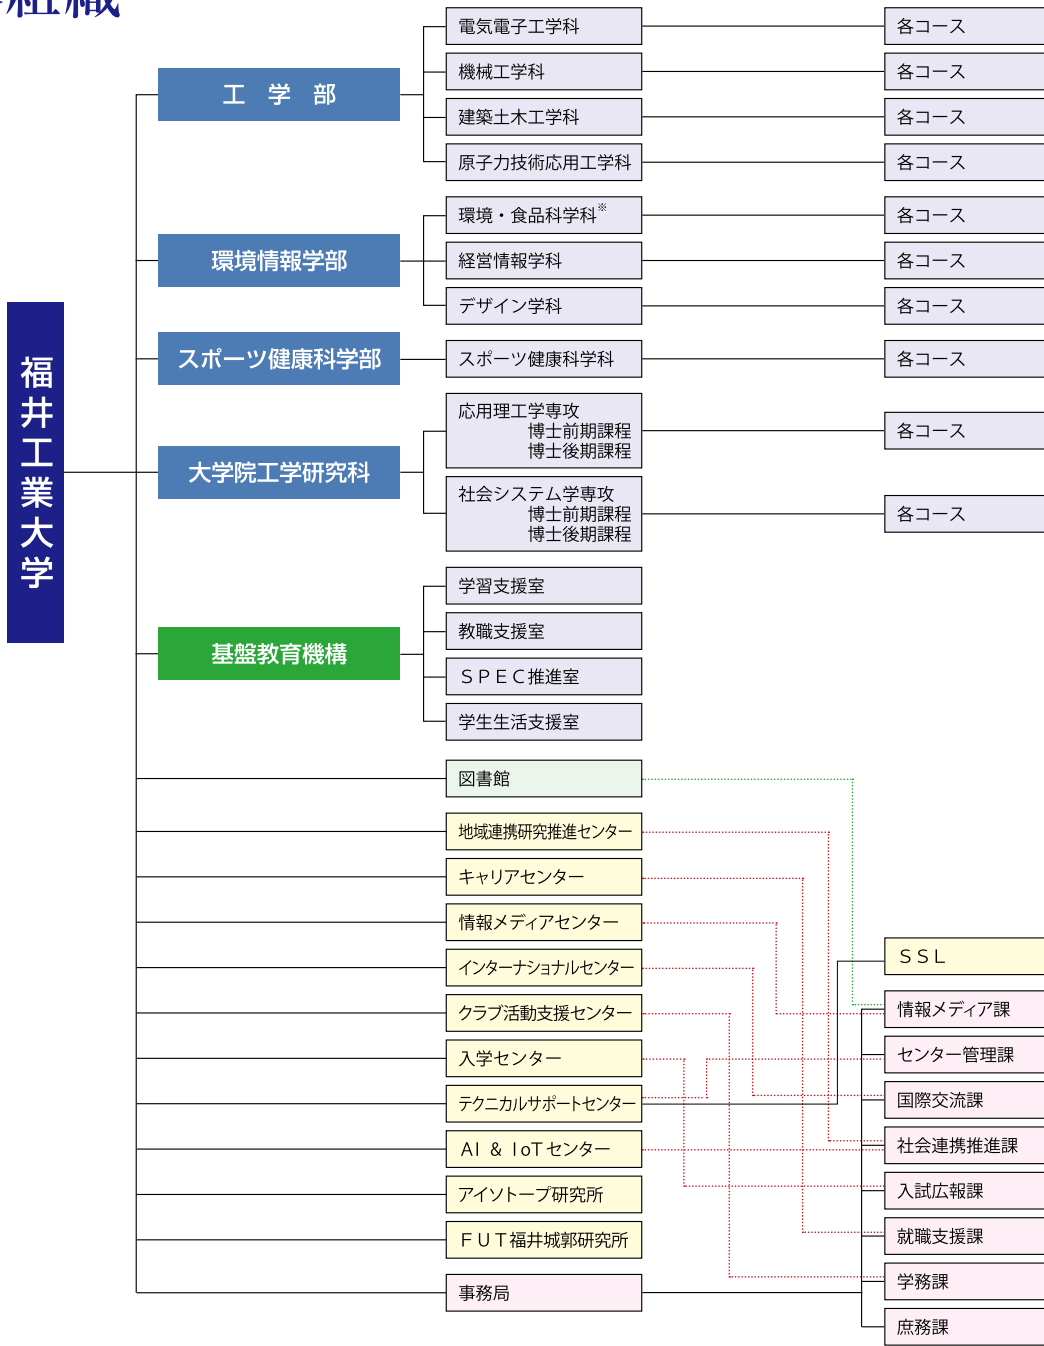 組織
福井工業大学
工　学　部
電気電子工学科
各コース
機械工学科
各コース
建築土木工学科
各コース
原子力技術応用工学科
各コース
環境情報学部
環境・食品科学科※
各コース
経営情報学科
各コース
デザイン学科
各コース
スポーツ健康科学部
スポーツ健康科学科
各コース
大学院工学研究科
応用理工学専攻
博士前期課程
博士後期課程
各コース
社会システム学専攻
博士前期課程
博士後期課程
各コース
基盤教育機構
学習支援室
教職支援室
ＳＰＥＣ推進室
学生生活支援室
図書館
地域連携研究推進センター
キャリアセンター
情報メディアセンター
インターナショナルセンター
クラブ活動支援センター
入学センター
テクニカルサポートセンター
AI & IoTセンター
アイソトープ研究所
ＦＵＴ福井城郭研究所
事務局
ＳＳＬ
情報メディア課
センター管理課
国際交流課
社会連携推進課
入試広報課
就職支援課
学務課
庶務課